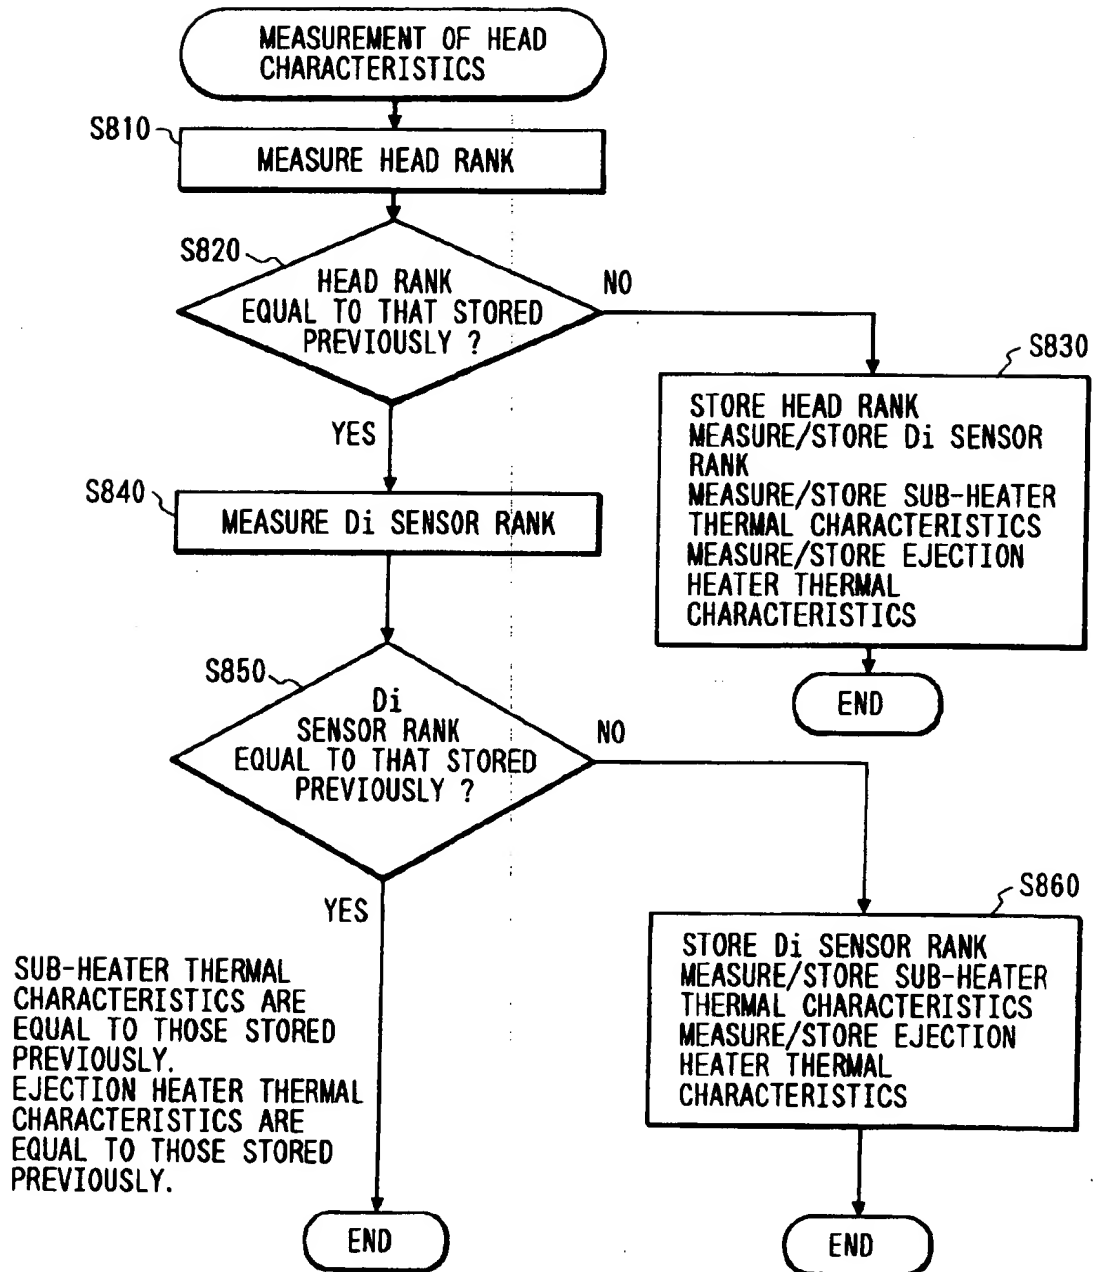 MEASUREMENT OF HEAD
CHARACTERISTICS
S810
MEASURE HEAD RANK
S820
HEAD RANK
EQUAL TO THAT STORED
PREVIOUSLY ?
NO
YES
S830
STORE HEAD RANK
MEASURE/STORE Di SENSOR
RANK
MEASURE/STORE SUB-HEATER
THERMAL CHARACTERISTICS
MEASURE/STORE EJECTION
HEATER THERMAL
CHARACTERISTICS
END
S840
MEASURE Di SENSOR RANK
S850
Di
SENSOR RANK
EQUAL TO THAT STORED
PREVIOUSLY ?
NO
YES
S860
STORE Di SENSOR RANK
MEASURE/STORE SUB-HEATER
THERMAL CHARACTERISTICS
MEASURE/STORE EJECTION
HEATER THERMAL
CHARACTERISTICS
END
SUB-HEATER THERMAL
CHARACTERISTICS ARE
EQUAL TO THOSE STORED
PREVIOUSLY.
EJECTION HEATER THERMAL
CHARACTERISTICS ARE
EQUAL TO THOSE STORED
PREVIOUSLY.
END